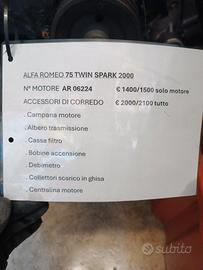 ALFA ROMEO 75 TWIN SPARK 2000
N° MOTORE AR 06224 € 1400/1500 solo motore
ACCESSORI DI CORREDO € 2000/2100 tutto
. Campana motore
. Albero trasmissione
. Cassa filtro
. Bobine accensione
. Debimetro
. Collettori scarico in ghisa
. Centralina motore
subito